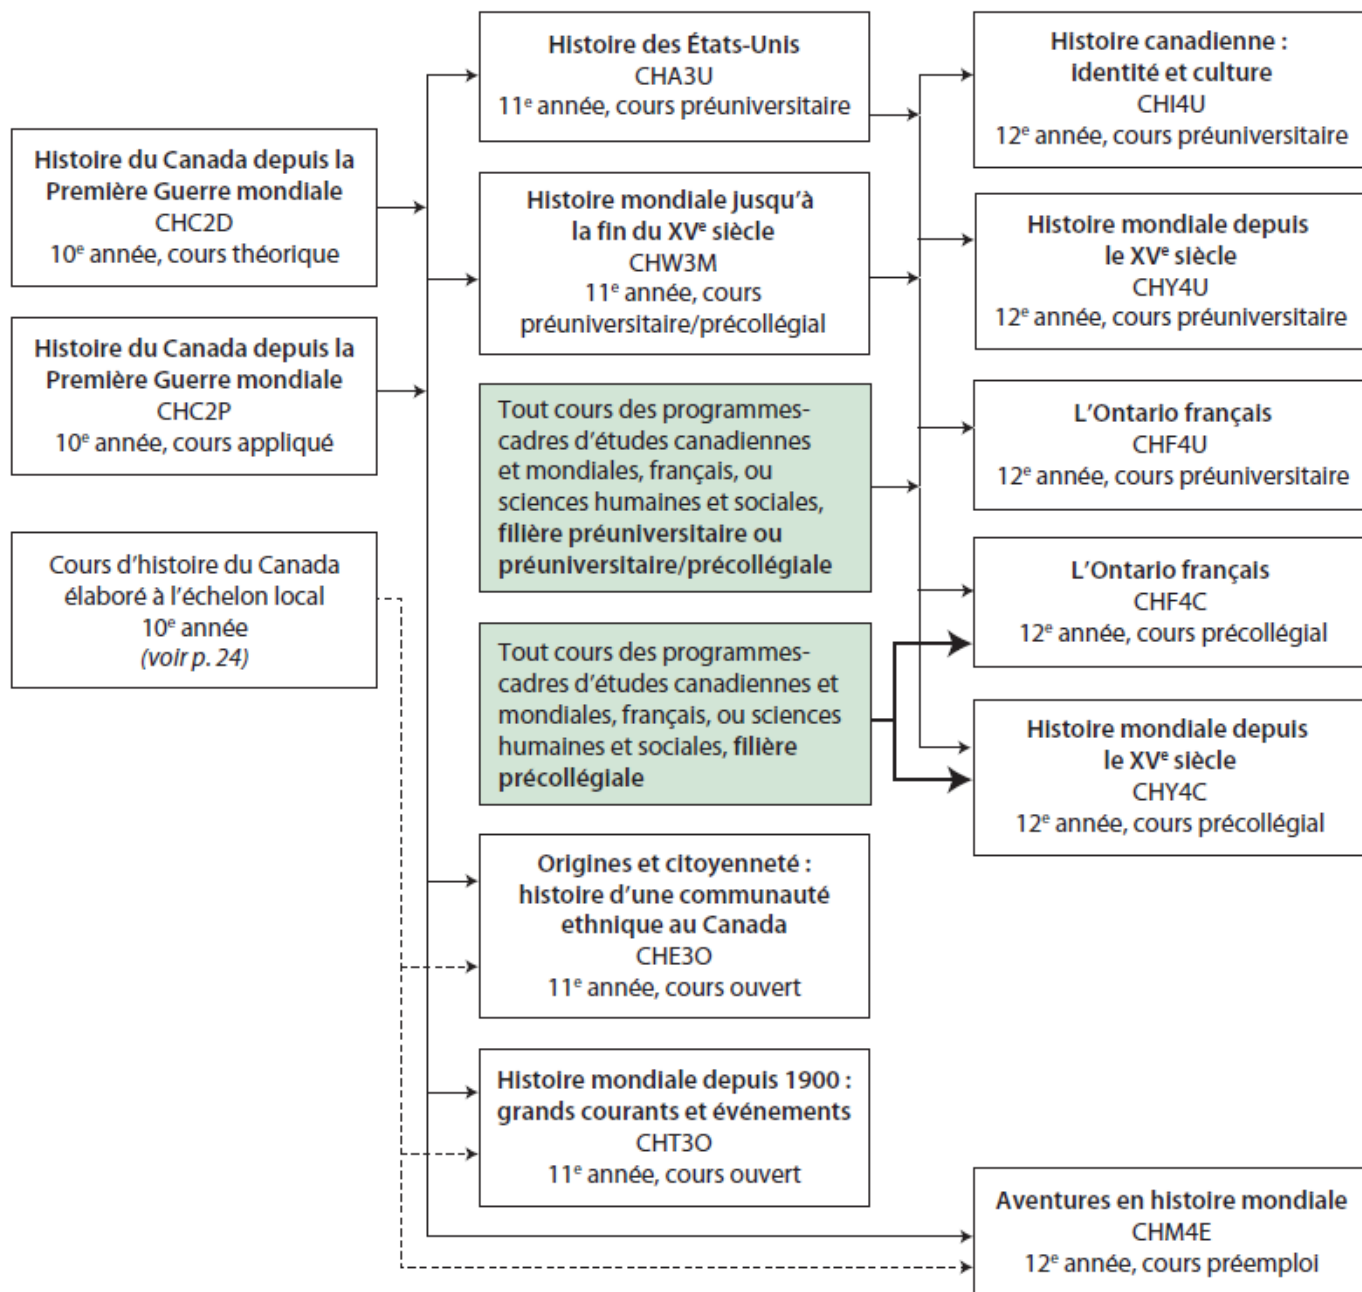 Histoire du Canada depuis la
Première Guerre mondiale
CHC2D
10e année, cours théorique
Histoire du Canada depuis la
Première Guerre mondiale
CHC2P
10e année, cours appliqué
Cours d'histoire du Canada
élaboré à l'échelon local
10e année
(voir p. 24)
Histoire des États-Unis
CHA3U
11e année, cours préuniversitaire
Histoire mondiale jusqu'à
la fin du XVe siècle
CHW3M
11e année, cours
préuniversitaire/précollégial
Tout cours des programmes-
cadres d'études canadiennes
et mondiales, français, ou
sciences humaines et sociales,
filière préuniversitaire ou
préuniversitaire/précollégiale
Tout cours des programmes-
cadres d'études canadiennes et
mondiales, français, ou sciences
humaines et sociales, filière
précollégiale
Origines et citoyenneté :
histoire d'une communauté
ethnique au Canada
CHE3O
11e année, cours ouvert
Histoire mondiale depuis 1900 :
grands courants et événements
CHT3O
11e année, cours ouvert
Histoire canadienne :
identité et culture
CHI4U
12e année, cours préuniversitaire
Histoire mondiale depuis
le XVe siècle
CHY4U
12e année, cours préuniversitaire
L'Ontario français
CHF4U
12e année, cours préuniversitaire
L'Ontario français
CHF4C
12e année, cours précollégial
Histoire mondiale depuis
le XVe siècle
CHY4C
12e année, cours précollégial
Aventures en histoire mondiale
CHM4E
12e année, cours préemploi